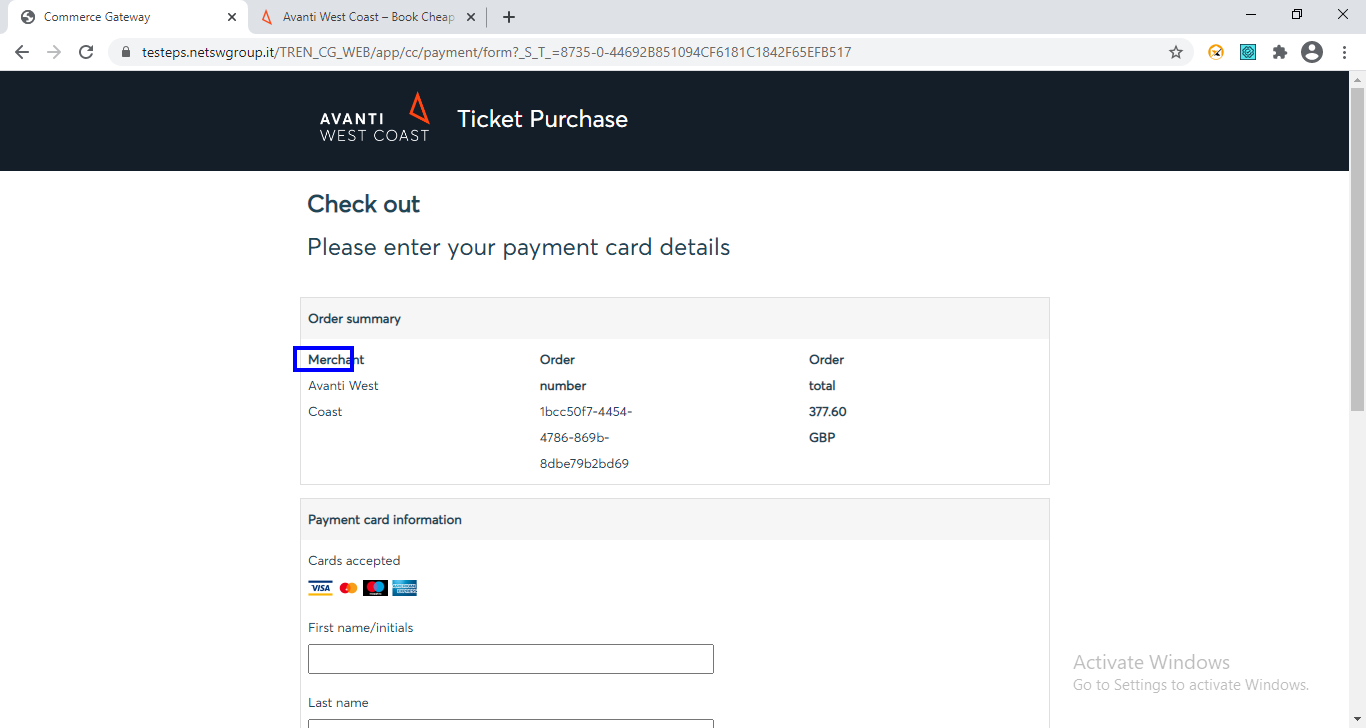 Commerce Gateway
Avanti West Coast – Book Cheap
testeps.netswgroup.it/TREN_CG_WEB/app/cc/payment/form?_S_T_=8735-0-44692B851094CF6181C1842F65EFB517
AVANTI
WEST COAST
Ticket Purchase
Check out
Please enter your payment card details
Order summary
Merchant
Avanti West
Coast
Order
number
1bcc50f7-4454-
4786-869b-
8dbe79b2bd69
Order
total
377.60
GBP
Payment card information
Cards accepted
VISA
First name/initials
Last name
Activate Windows
Go to Settings to activate Windows.